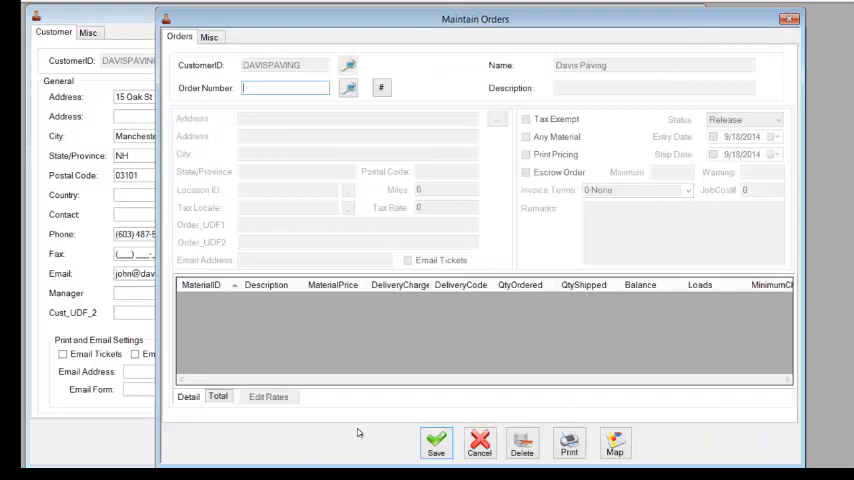 Maintain Orders
Customer Misc
Orders Misc
CustomerID: DAVISPAVING
CustomerID: DAVISPAVING Name: Davis Paving
Order Number: # Description:
General
Address: 15 Oak St
Address:
City: Manchester
State/Province: NH
Postal Code: 03101
Country:
Contact:
Phone: (603) 487-5
Fax: (___) ___-_
Email: john@dav
Manager
Cust_UDF_2
Print and Email Settings
Email Tickets Em
Email Address:
Email Form:
Address ...
Address
City:
State/Province: Postal Code:
Location ID: ... Miles: 0
Tax Locale: ... Tax Rate: 0
Order_UDF1
Order_UDF2
Email Address Email Tickets
Tax Exempt Status: Release
Any Material Entry Date: 9/18/2014
Print Pricing Ship Date: 9/18/2014
Escrow Order Minimum: Warning:
Invoice Terms: 0-None JobCost# 0
Remarks:
MaterialID Description MaterialPrice DeliveryCharge DeliveryCode QtyOrdered QtyShipped Balance Loads MinimumCh
Detail Total Edit Rates
Save Cancel Delete Print Map